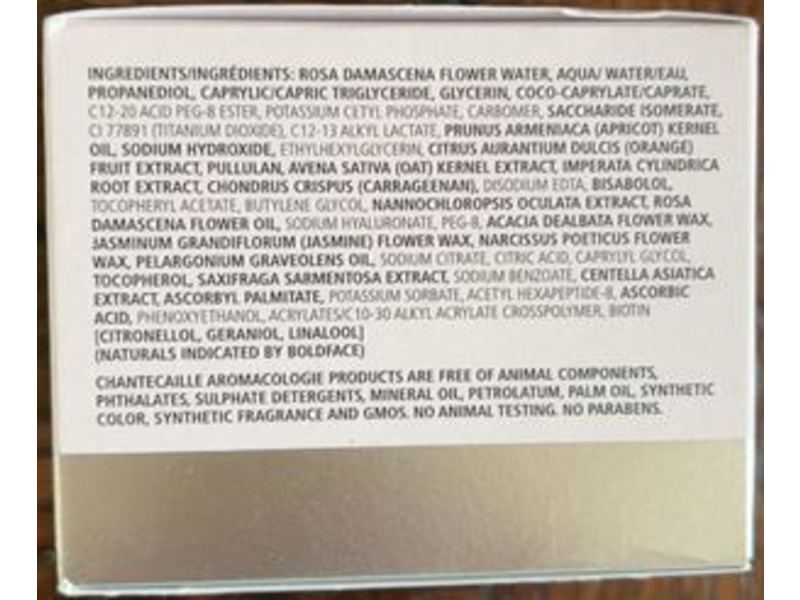 INGREDIENTS/INGRÉDIENTS: ROSA DAMASCENA FLOWER WATER, AQUA/ WATER/EAU,
PROPANEDIOL, CAPRYLIC/CAPRIC TRIGLYCERIDE, GLYCERIN, COCO-CAPRYLATE/CAPRATE,
C12-20 ACID PEG-8 ESTER, POTASSIUM CETYL PHOSPHATE, CARBOMER, SACCHARIDE ISOMERATE,
CI 77891 (TITANIUM DIOXIDE), C12-13 ALKYL LACTATE, PRUNUS ARMENIACA (APRICOT) KERNEL
OIL, SODIUM HYDROXIDE, ETHYLHEXYLGLYCERIN, CITRUS AURANTIUM DULCIS (ORANGE)
FRUIT EXTRACT, PULLULAN, AVENA SATIVA (OAT) KERNEL EXTRACT, IMPERATA CYLINDRICA
ROOT EXTRACT, CHONDRUS CRISPUS (CARRAGEENAN), DISODIUM EDTA, BISABOLOL,
TOCOPHERYL ACETATE, BUTYLENE GLYCOL, NANNOCHLOROPSIS OCULATA EXTRACT, ROSA
DAMASCENA FLOWER OIL, SODIUM HYALURONATE, PEG-8, ACACIA DEALBATA FLOWER WAX,
JASMINUM GRANDIFLORUM (JASMINE) FLOWER WAX, NARCISSUS POETICUS FLOWER
WAX, PELARGONIUM GRAVEOLENS OIL, SODIUM CITRATE, CITRIC ACID, CAPRYLYL GLYCOL,
TOCOPHEROL, SAXIFRAGA SARMENTOSA EXTRACT, SODIUM BENZOATE, CENTELLA ASIATICA
EXTRACT, ASCORBYL PALMITATE, POTASSIUM SORBATE, ACETYL HEXAPEPTIDE-8, ASCORBIC
ACID, PHENOXYETHANOL, ACRYLATES/C10-30 ALKYL ACRYLATE CROSSPOLYMER, BIOTIN
[CITRONELLOL, GERANIOL, LINALOOL]
(NATURALS INDICATED BY BOLDFACE)
CHANTECAILLE AROMACOLOGIE PRODUCTS ARE FREE OF ANIMAL COMPONENTS,
PHTHALATES, SULPHATE DETERGENTS, MINERAL OIL, PETROLATUM, PALM OIL, SYNTHETIC
COLOR, SYNTHETIC FRAGRANCE AND GMOS. NO ANIMAL TESTING. NO PARABENS.